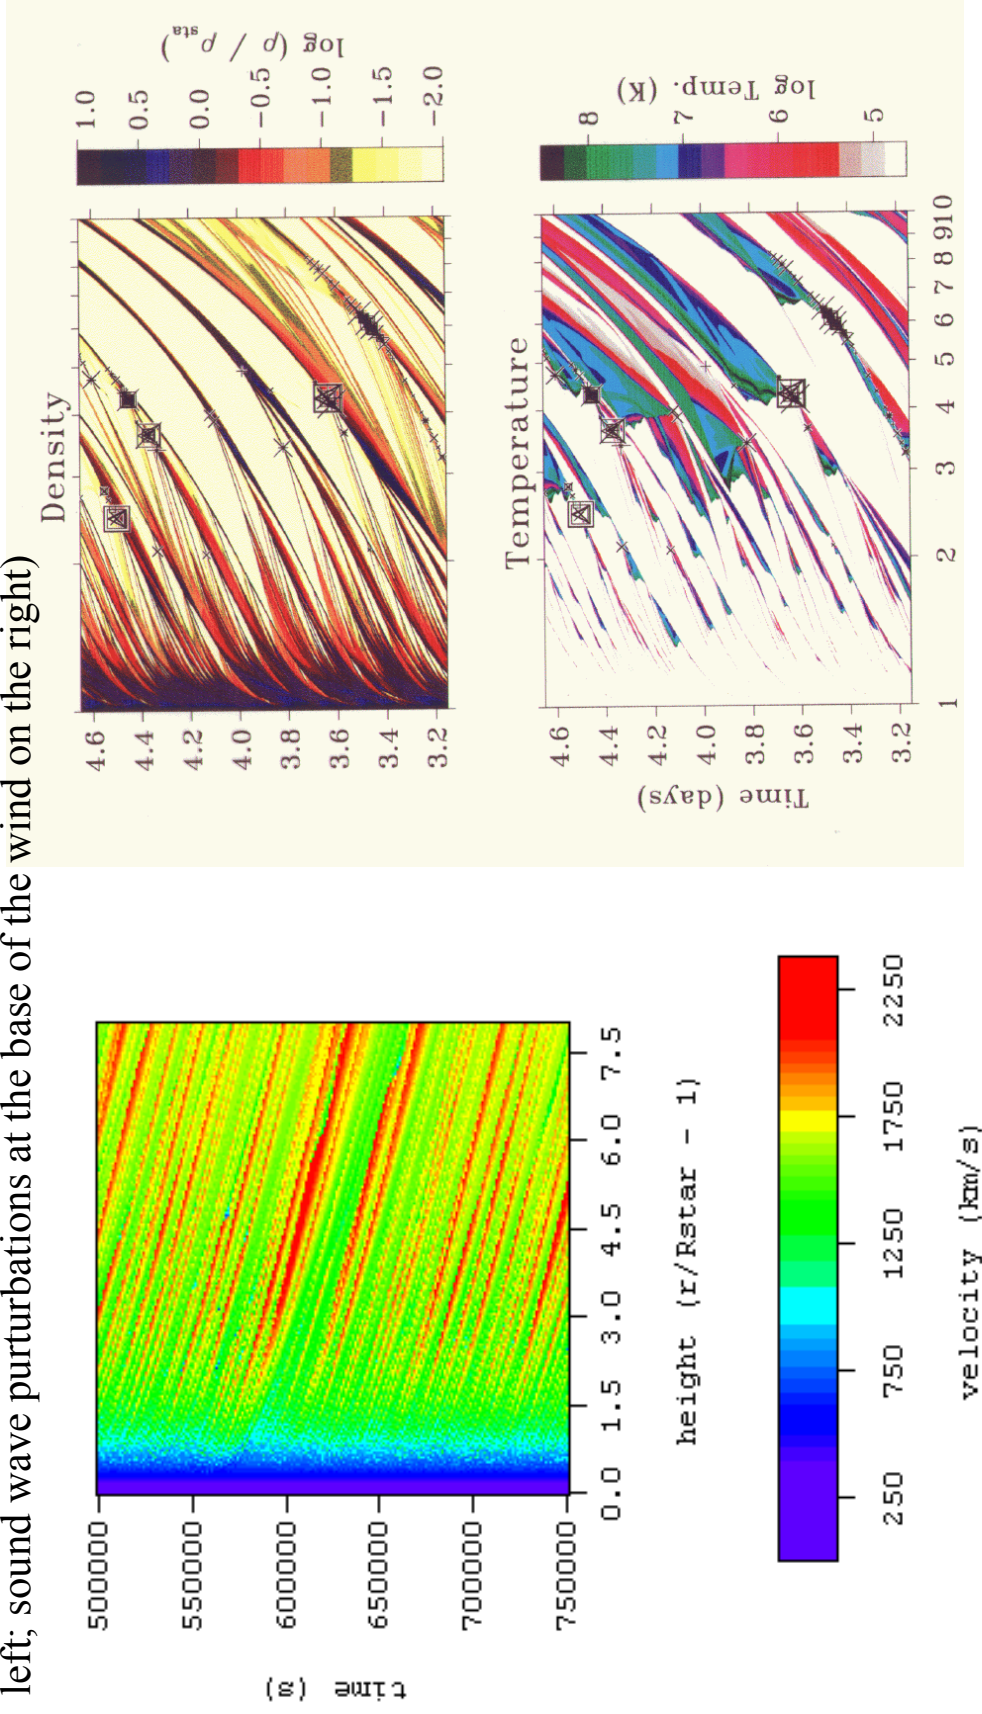 left; sound wave purturbations at the base of the wind on the right)
time (s)
500000
550000
600000
650000
700000
750000
0.0 1.5 3.0 4.5 6.0 7.5
height (r/Rstar - 1)
250 750 1250 1750 2250
velocity (km/s)
Density
4.6
4.4
4.2
4.0
3.8
3.6
3.4
3.2
log (ρ / ρsta)
1.0
0.5
0.0
-0.5
-1.0
-1.5
-2.0
Temperature
Time (days)
4.6
4.4
4.2
4.0
3.8
3.6
3.4
3.2
1 2 3 4 5 6 7 8 910
log Temp. (K)
8
7
6
5